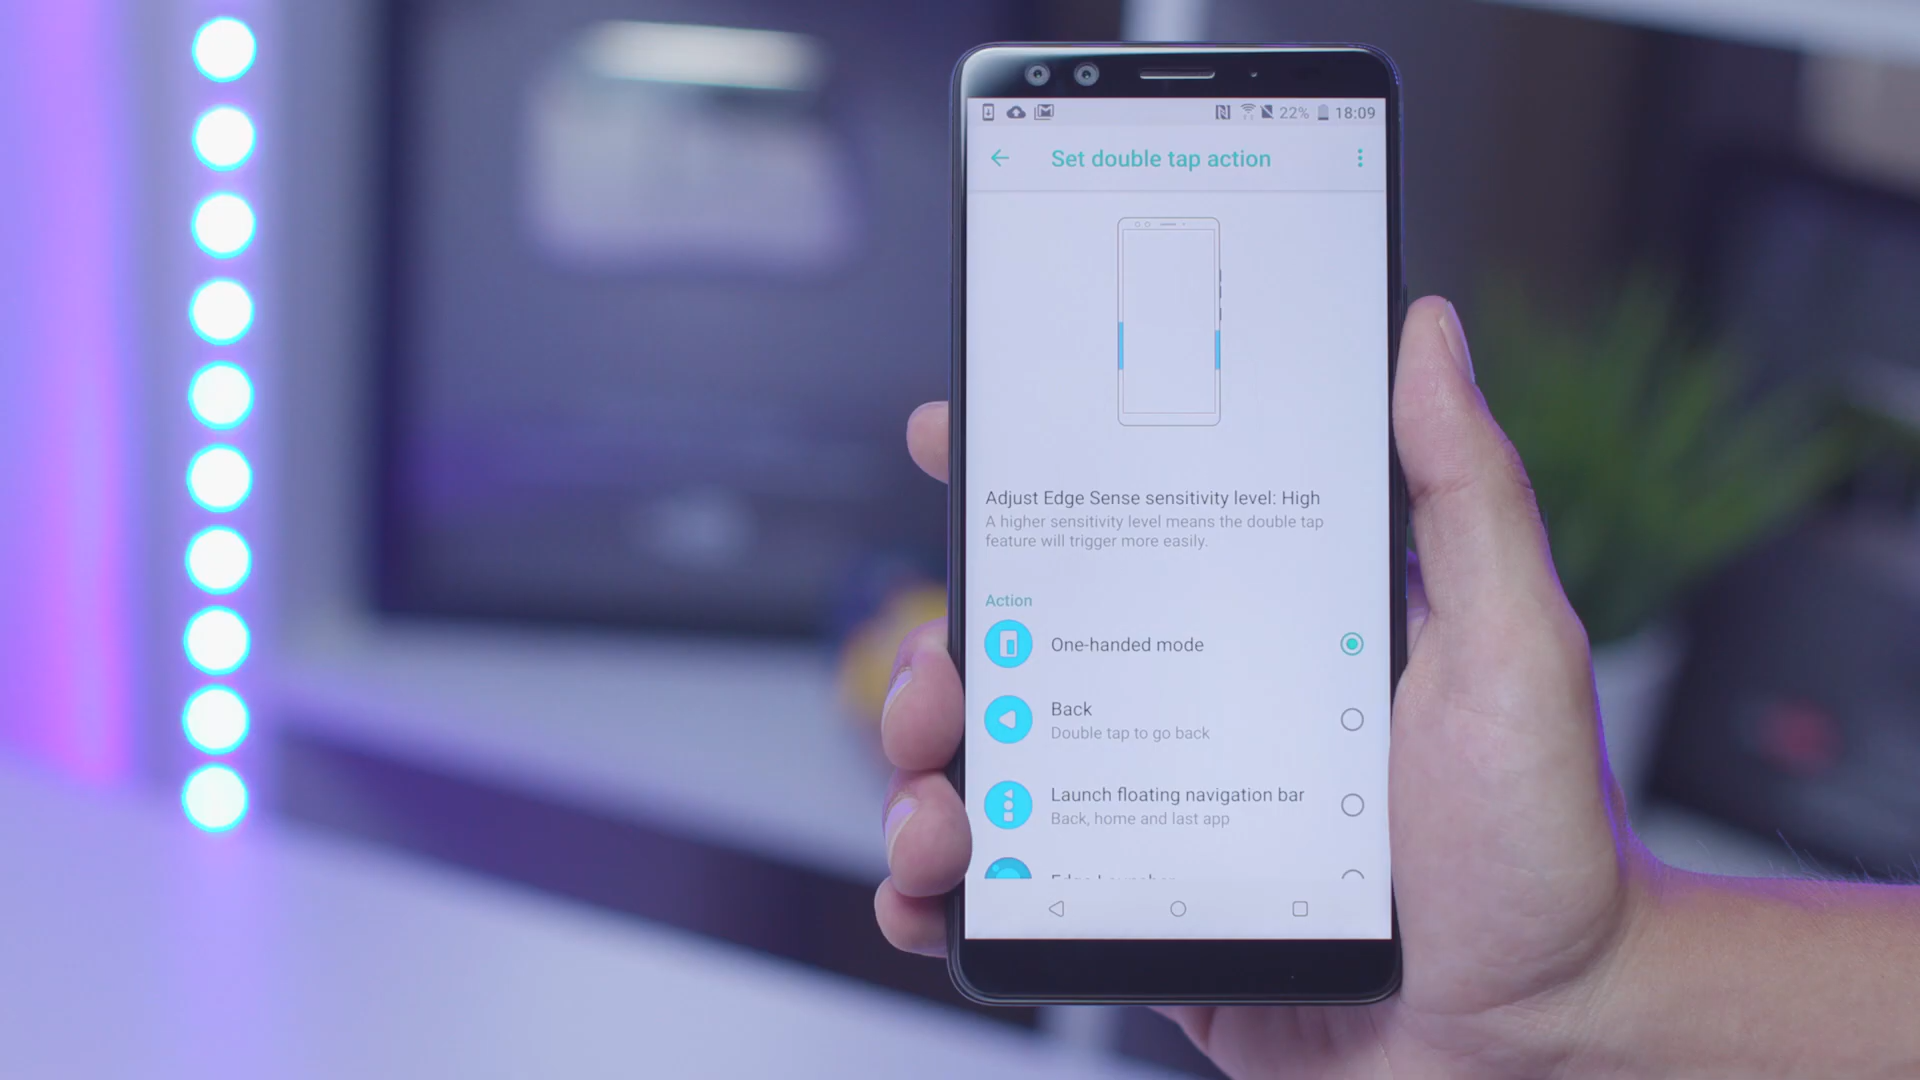 22% 18:09
Set double tap action
Adjust Edge Sense sensitivity level: High
A higher sensitivity level means the double tap
feature will trigger more easily.
Action
One-handed mode
Back
Double tap to go back
Launch floating navigation bar
Back, home and last app